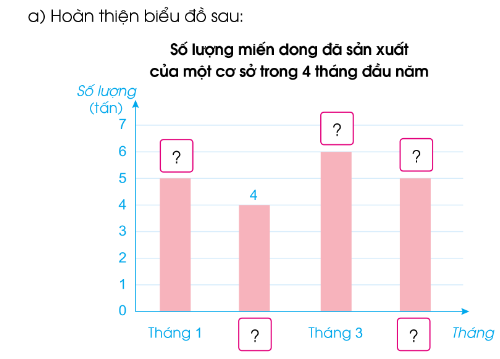 a) Hoàn thiện biểu đồ sau:
Số lượng miến dong đã sản xuất
của một cơ sở trong 4 tháng đầu năm
Số lượng
(tấn)
7
6
5
4
3
2
1
0
?
4
?
?
Tháng 1
?
Tháng 3
?
Tháng